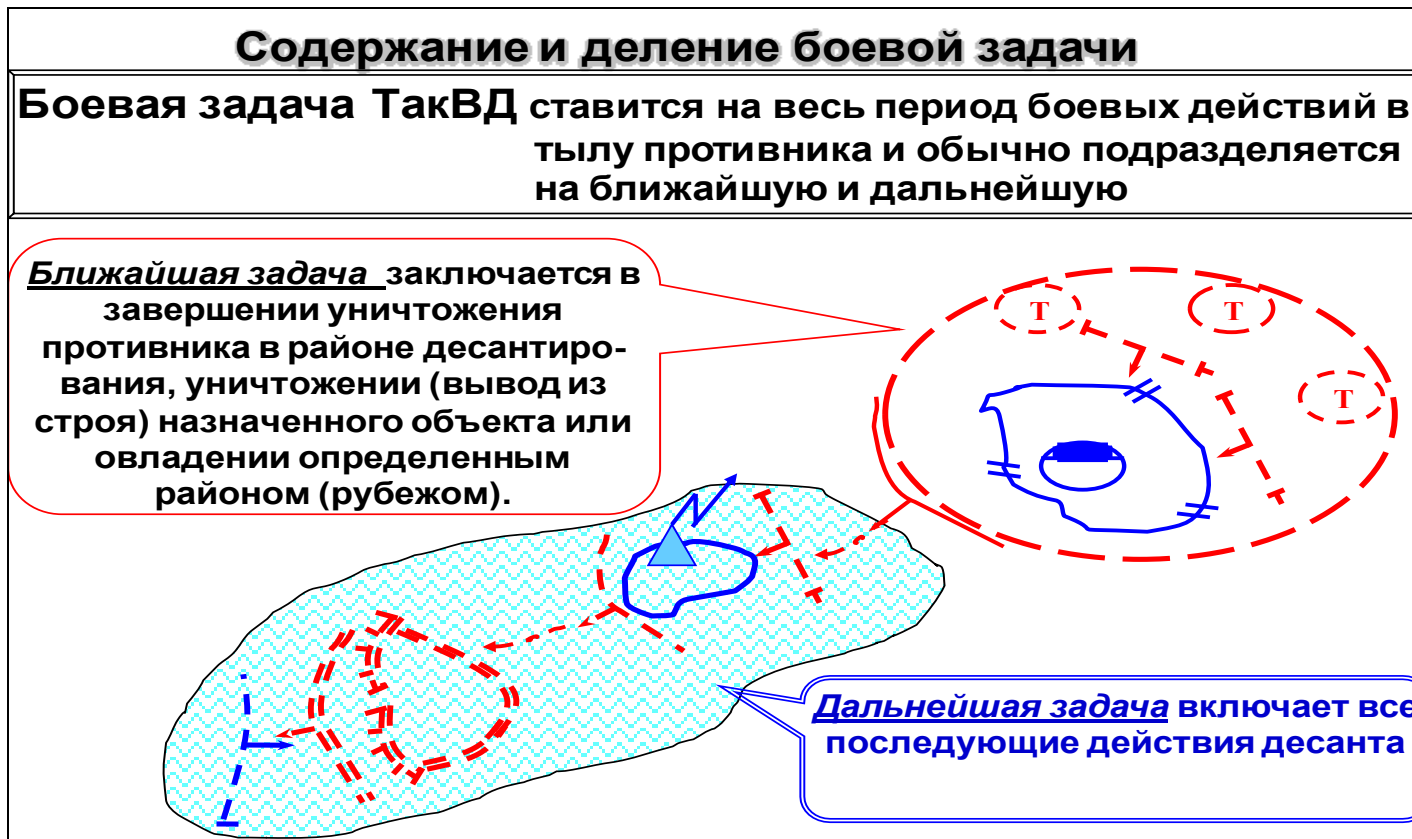 Содержание и деление боевой задачи
Боевая задача ТакВД ставится на весь период боевых действий в
тылу противника и обычно подразделяется
на ближайшую и дальнейшую
Ближайшая задача заключается в
завершении уничтожения
противника в районе десантиро-
вания, уничтожении (вывод из
строя) назначенного объекта или
овладении определенным
районом (рубежом).
Т
Т
Т
Дальнейшая задача включает все
последующие действия десанта